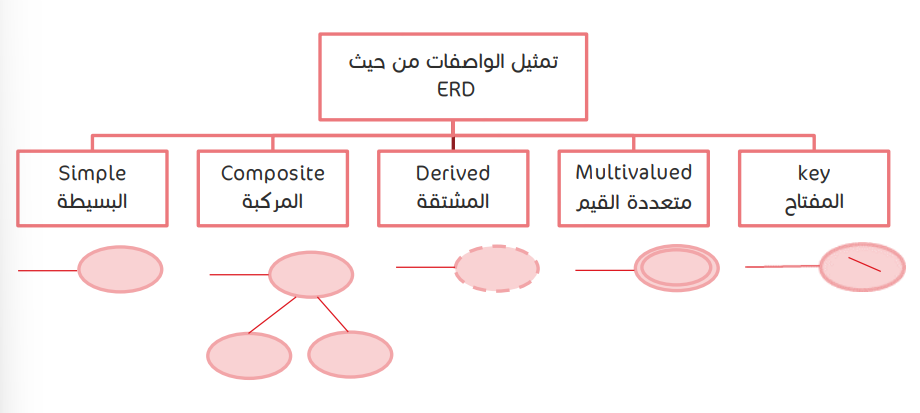 تمثيل الواصفات من حيث
ERD
Simple
البسيطة
Composite
المركبة
Derived
المشتقة
Multivalued
متعددة القيم
key
المفتاح